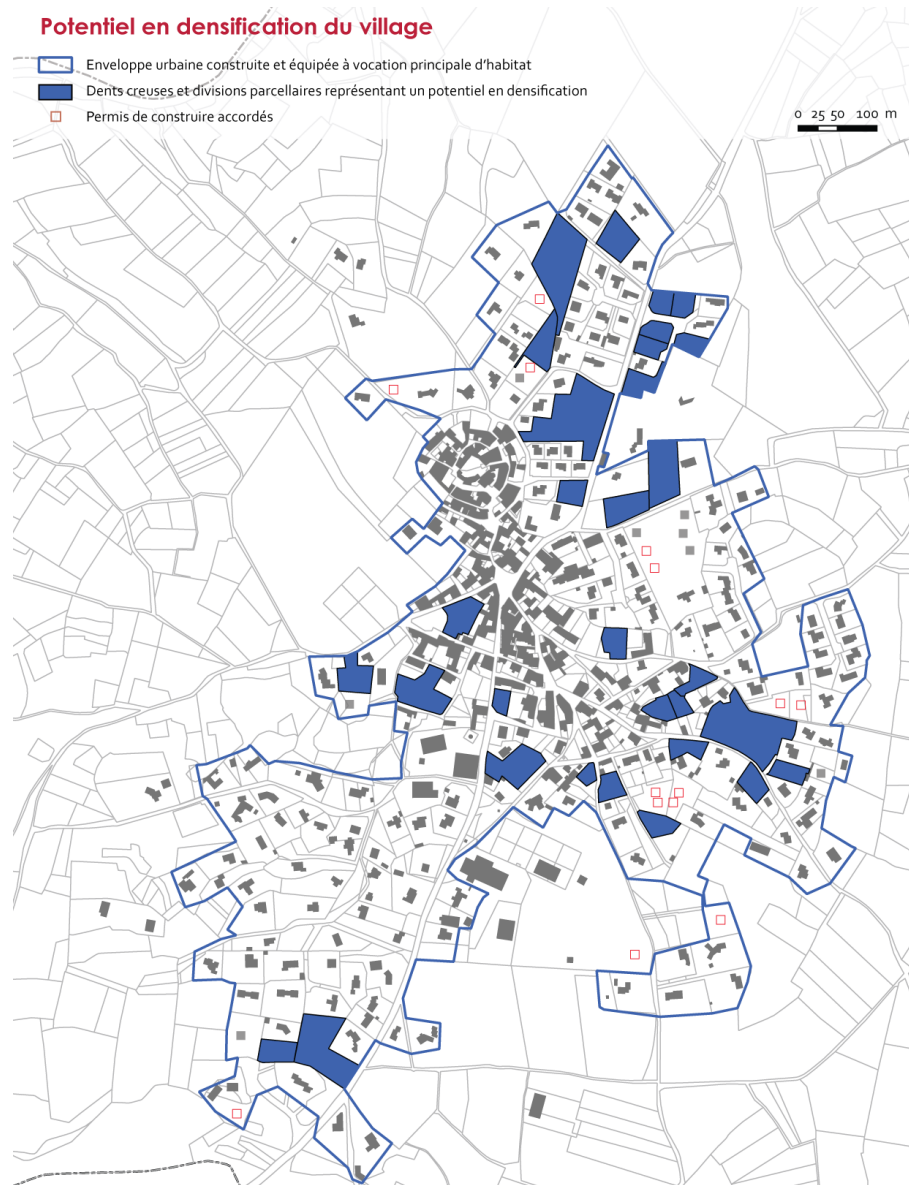 Potentiel en densification du village
Enveloppe urbaine construite et équipée à vocation principale d'habitat
Dents creuses et divisions parcellaires représentant un potentiel en densification
Permis de construire accordés
0 25 50 100 m